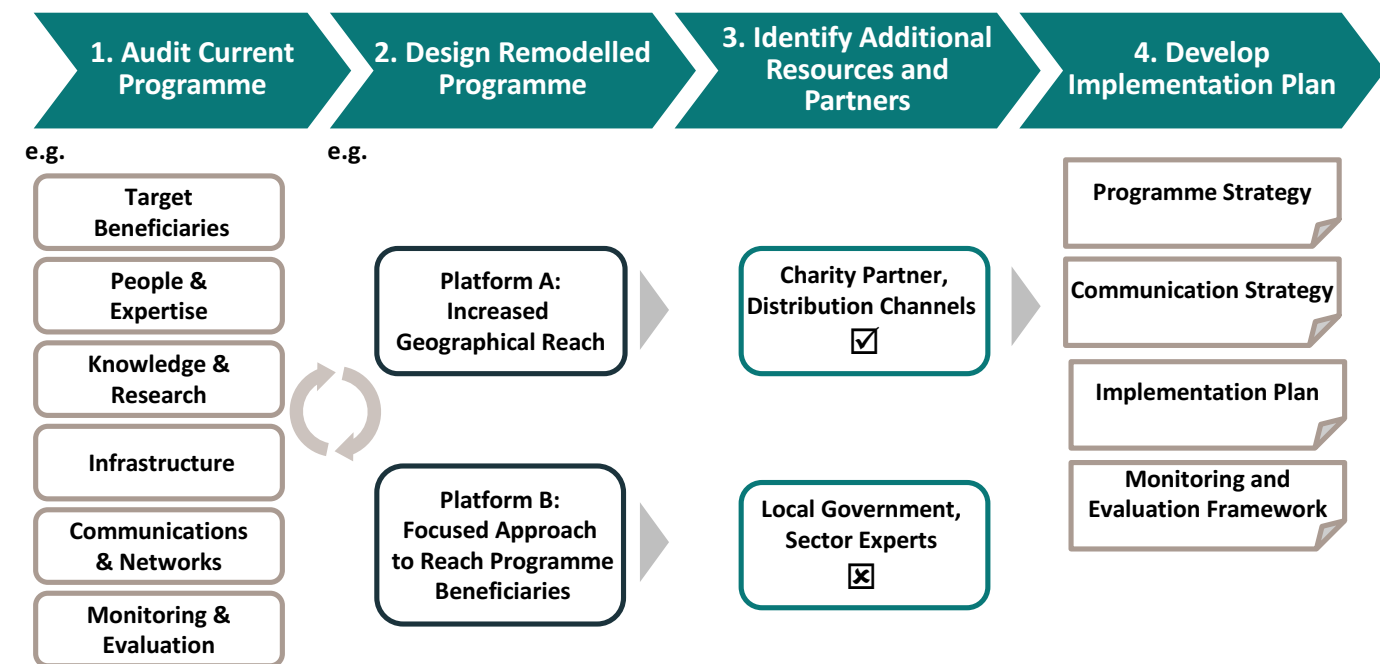 1. Audit Current
Programme
2. Design Remodelled
Programme
3. Identify Additional
Resources and
Partners
4. Develop
Implementation Plan
e.g.
Target
Beneficiaries
People &
Expertise
Knowledge &
Research
Infrastructure
Communications
& Networks
Monitoring &
Evaluation
e.g.
Platform A:
Increased
Geographical Reach
Platform B:
Focused Approach
to Reach Programme
Beneficiaries
Charity Partner,
Distribution Channels
☑
Local Government,
Sector Experts
☒
Programme Strategy
Communication Strategy
Implementation Plan
Monitoring and
Evaluation Framework